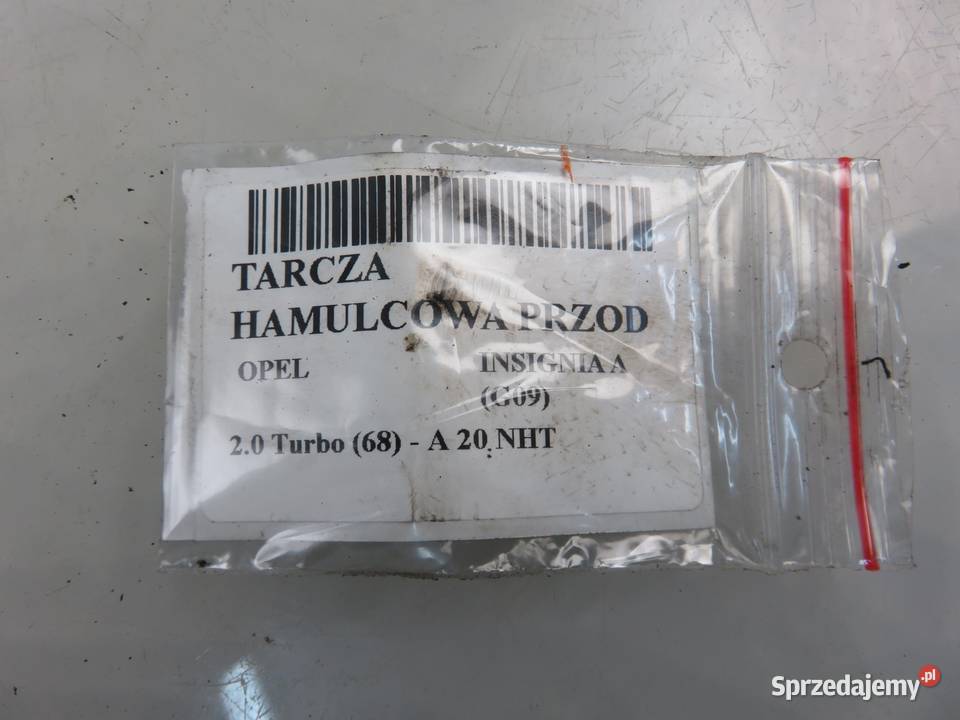 TARCZA
HAMULCOWA PRZOD
OPEL INSIGNIA A
(G09)
2.0 Turbo (68) - A 20 NHT
Sprzedajemy.pl